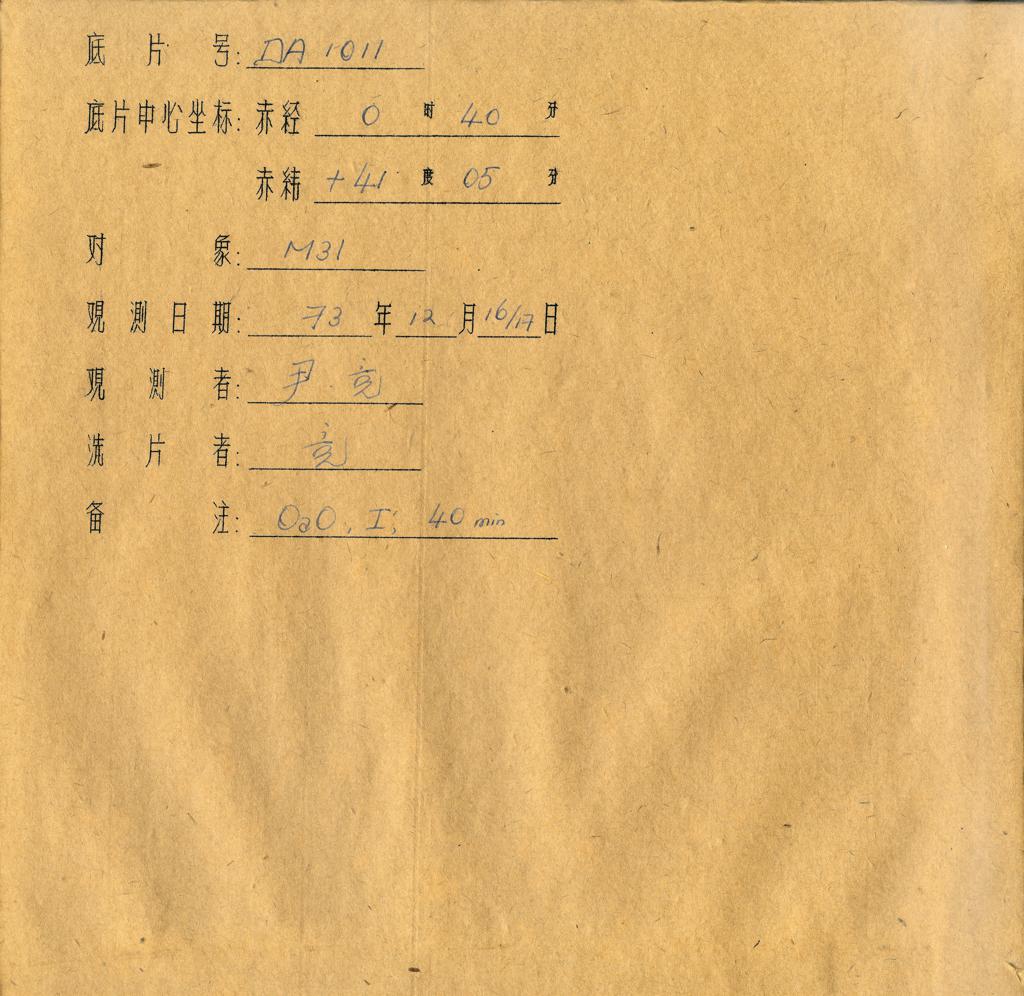 底片号: DA 1011
底片中心坐标: 赤经 0 时 40 分
赤纬 +41 度 05 分
对象: M31
观测日期: 73 年 12 月 16/17 日
观测者: 尹 竞
洗片者: 竞
备注: OaO, I; 40 min